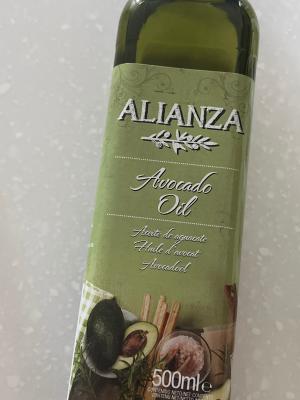 ALIANZA
Avocado
Oil
Aceite de aguacate
Huile d'avocat
Avocadoöl
500ml e